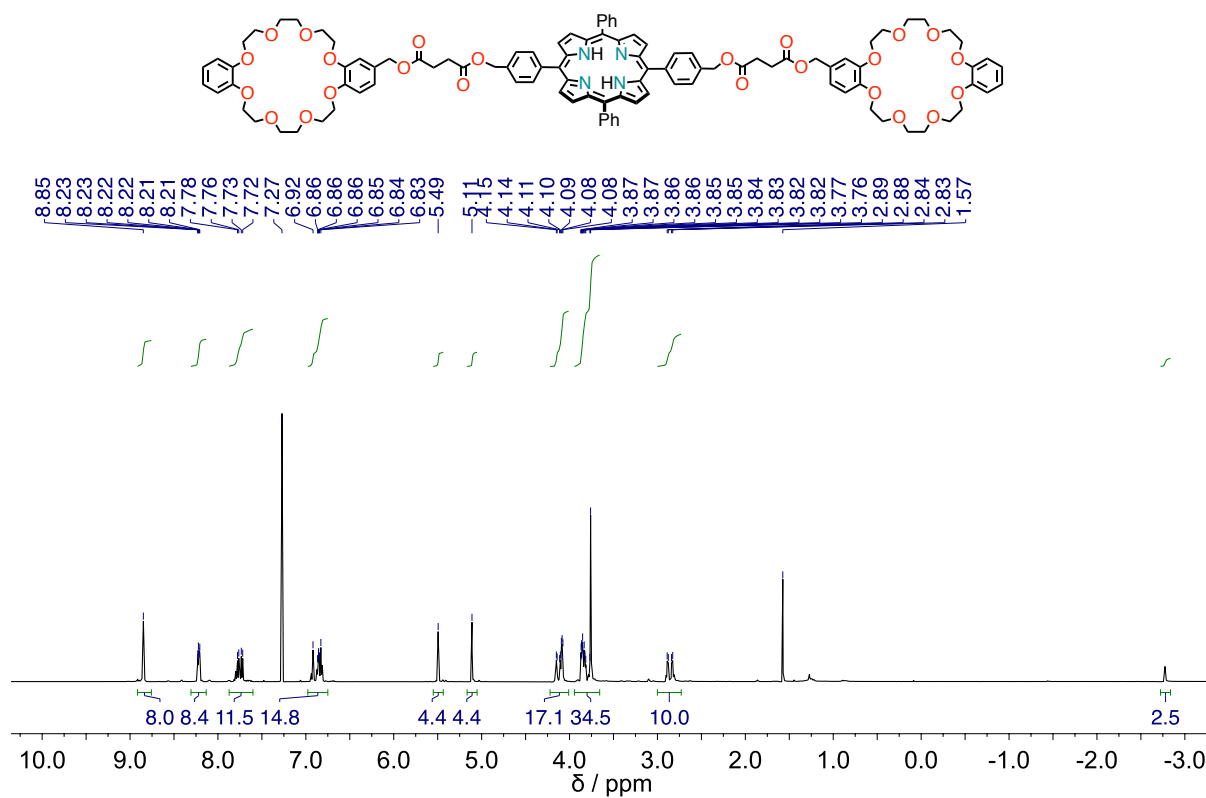 Ph
O O O O O O
O O O NH N O O O
O O
O O O N HN O O O
O O O O
Ph
8.85 8.23 8.23 8.22 8.22 8.21 8.21 7.78 7.76 7.73 7.72 7.27 6.92 6.86 6.86 6.86 6.85 6.84 6.83 5.49 5.11 4.15 4.14 4.11 4.10 4.09 4.08 4.08 3.87 3.87 3.86 3.86 3.85 3.85 3.84 3.83 3.82 3.82 3.77 3.76 2.89 2.88 2.84 2.83 1.57
8.0 8.4 11.5 14.8 4.4 4.4 17.1 34.5 10.0 2.5
10.0 9.0 8.0 7.0 6.0 5.0 4.0 3.0 2.0 1.0 0.0 -1.0 -2.0 -3.0
δ / ppm